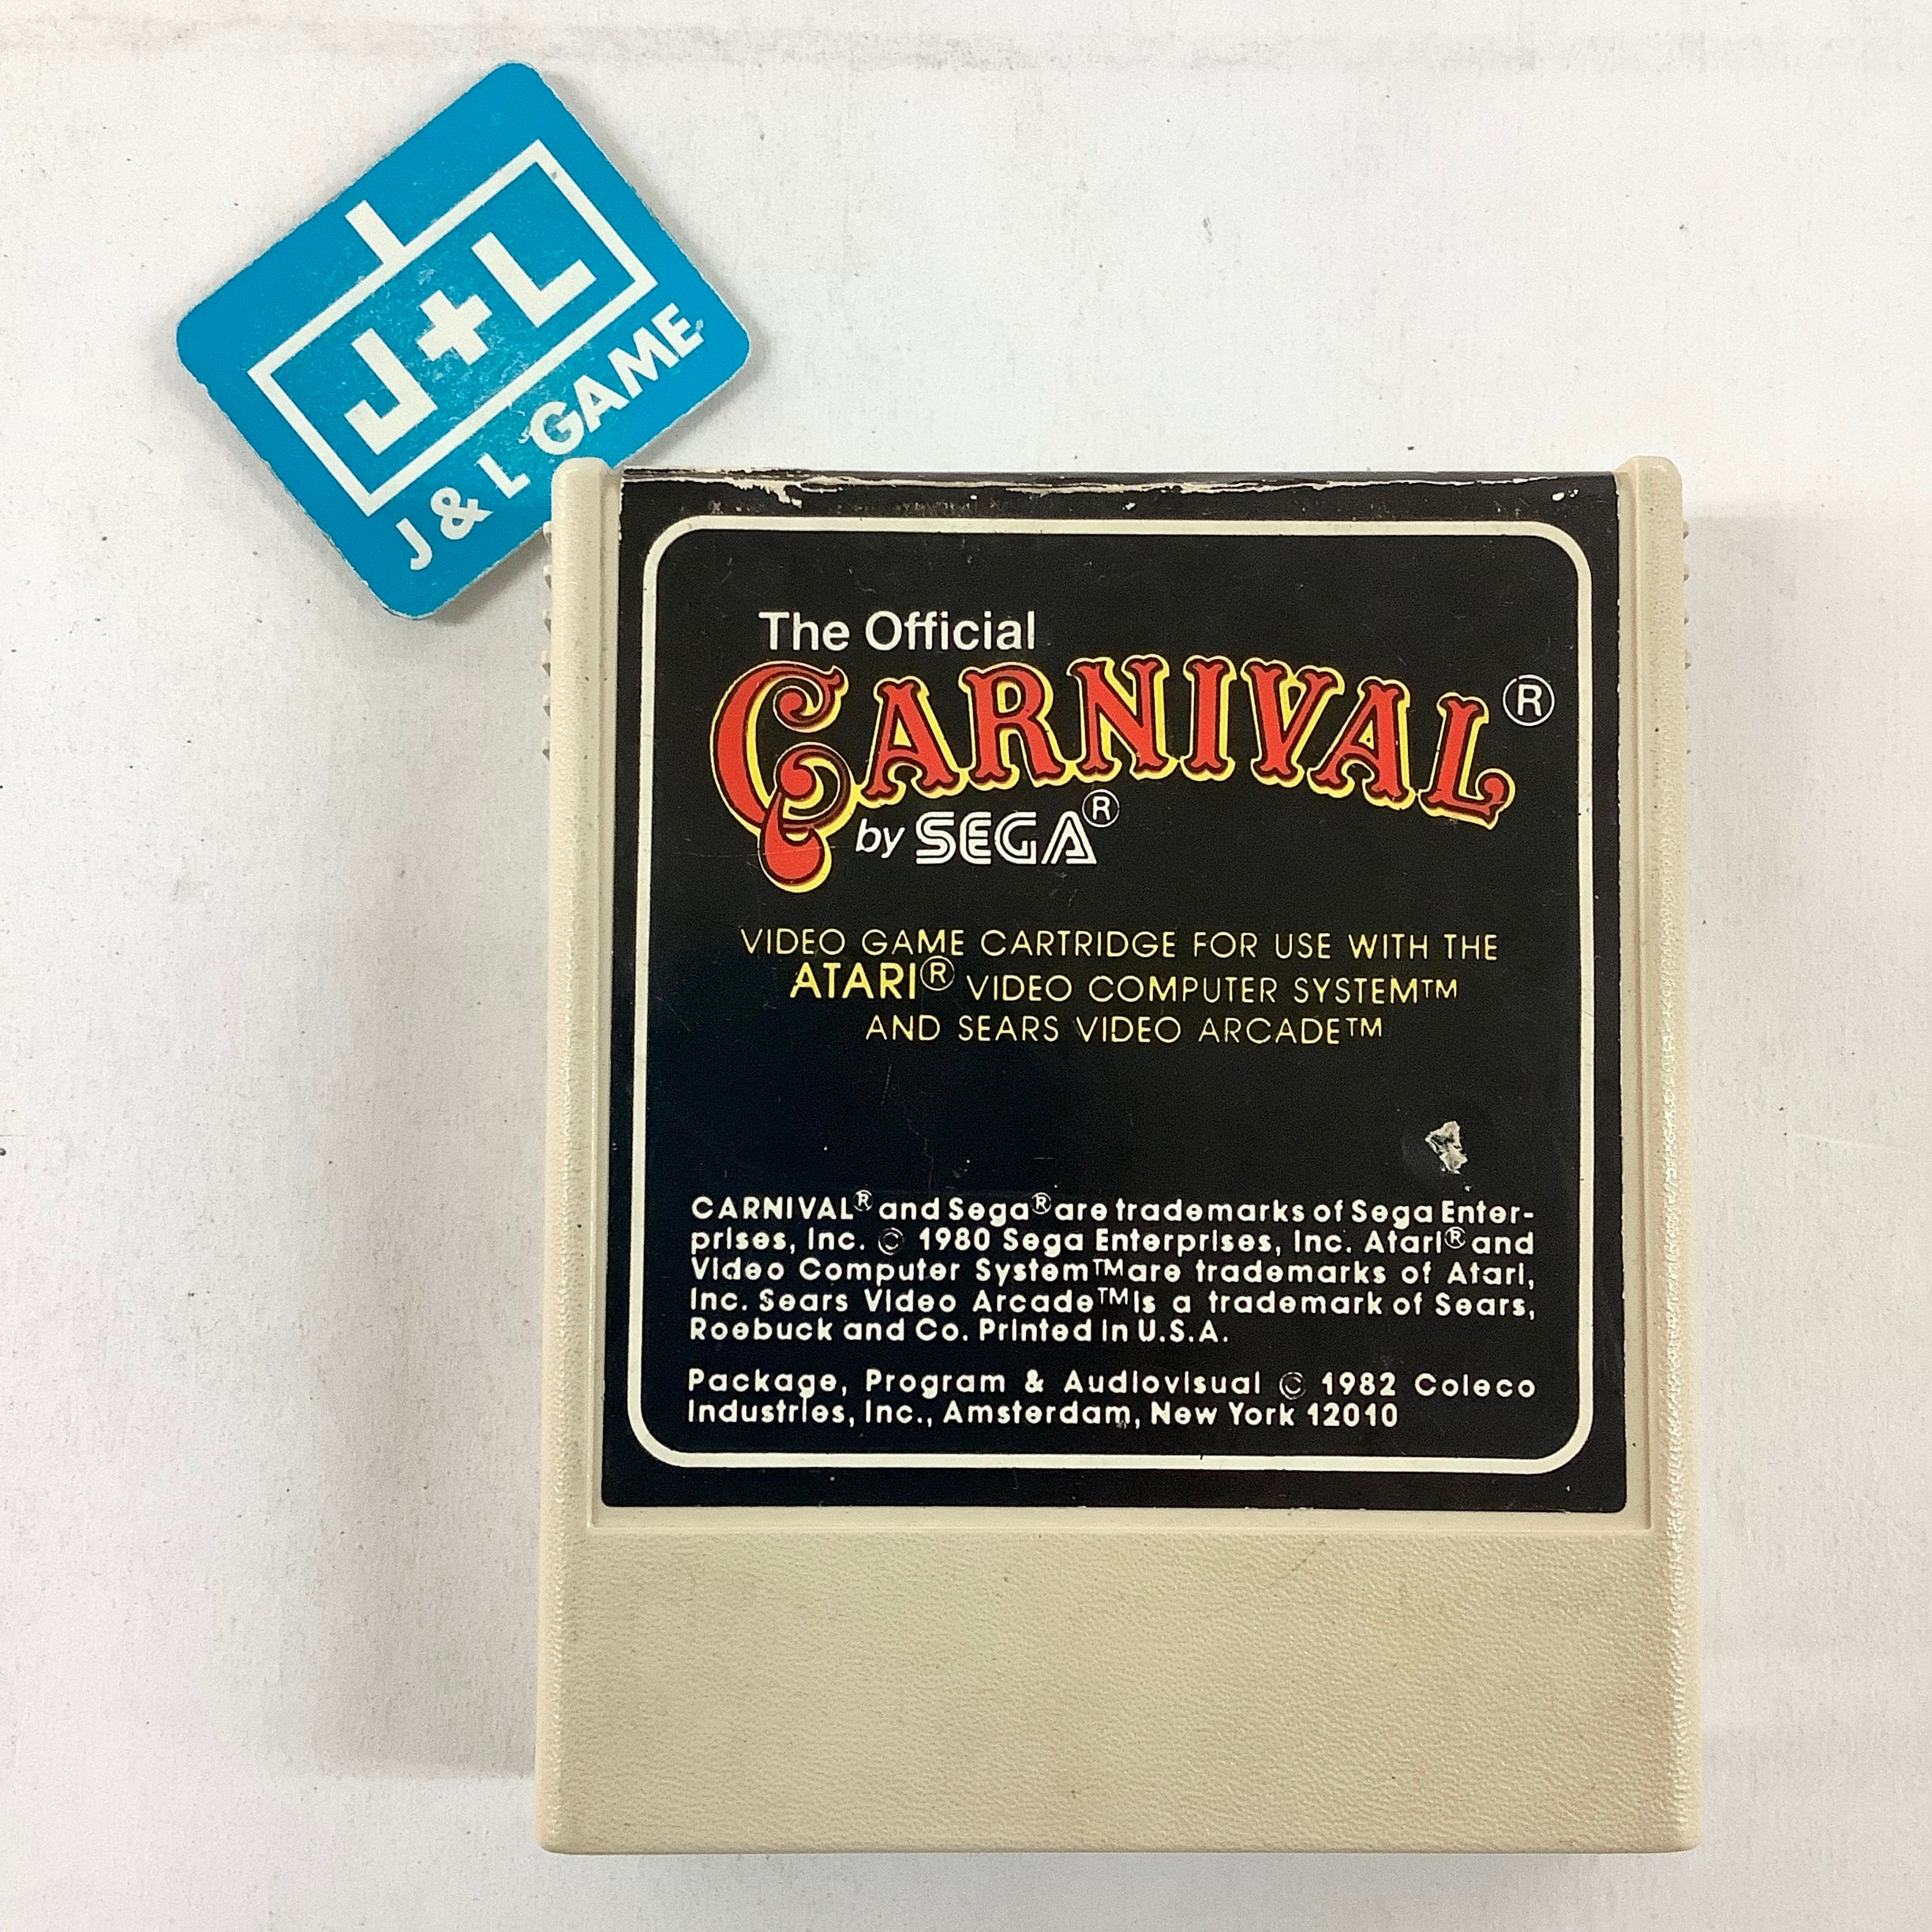 J+L
J & L GAME
The Official
CARNIVAL®
by SEGA®
VIDEO GAME CARTRIDGE FOR USE WITH THE
ATARI® VIDEO COMPUTER SYSTEM™
AND SEARS VIDEO ARCADE™
CARNIVAL® and Sega® are trademarks of Sega Enter-
prises, Inc. © 1980 Sega Enterprises, Inc. Atari® and
Video Computer System™ are trademarks of Atari,
Inc. Sears Video Arcade™ is a trademark of Sears,
Roebuck and Co. Printed in U.S.A.
Package, Program & Audiovisual © 1982 Coleco
Industries, Inc., Amsterdam, New York 12010